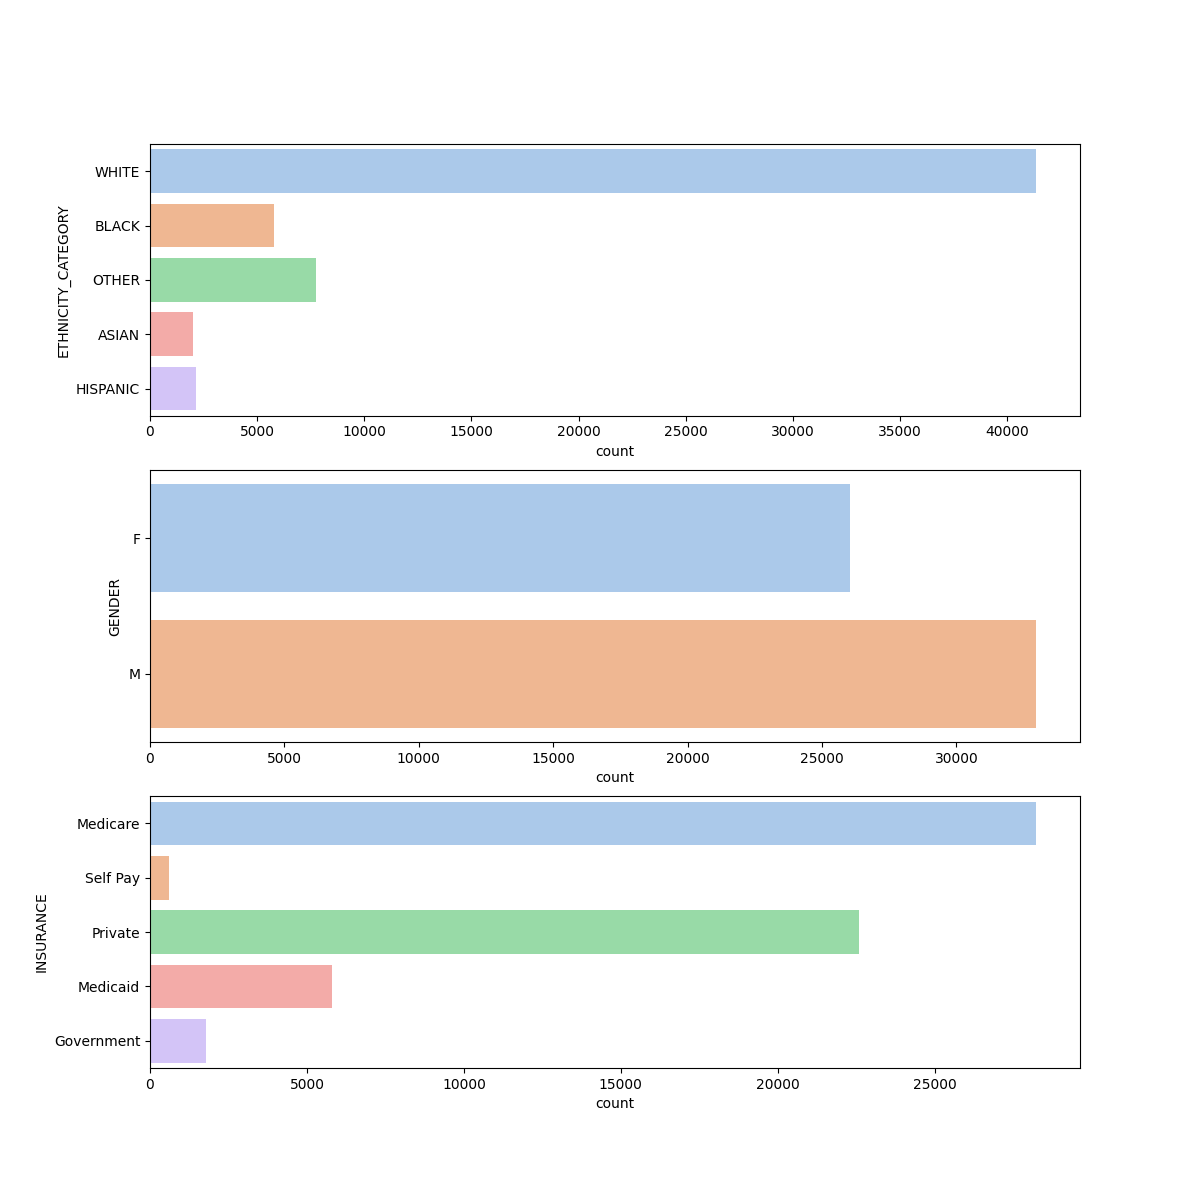 ETHNICITY_CATEGORY
WHITE
BLACK
OTHER
ASIAN
HISPANIC
0 5000 10000 15000 20000 25000 30000 35000 40000
count
GENDER
F
M
0 5000 10000 15000 20000 25000 30000
count
INSURANCE
Medicare
Self Pay
Private
Medicaid
Government
0 5000 10000 15000 20000 25000
count